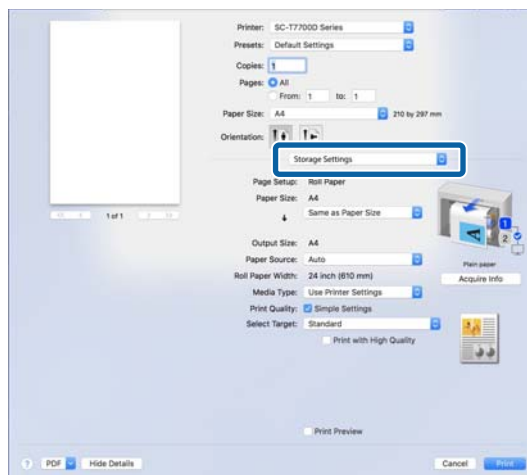 Printer: SC-T7700D Series
Presets: Default Settings
Copies: 1
Pages: All
From: 1 to: 1
Paper Size: A4 210 by 297 mm
Orientation:
Storage Settings
Page Setup: Roll Paper
Paper Size: A4
Same as Paper Size
1 of 1
Output Size: A4
Paper Source: Auto
Roll Paper Width: 24 inch (610 mm)
Media Type: Use Printer Settings
Print Quality: Simple Settings
Select Target: Standard
Print with High Quality
A
1
2
Plain paper
Acquire Info
Print Preview
? PDF Hide Details Cancel Print